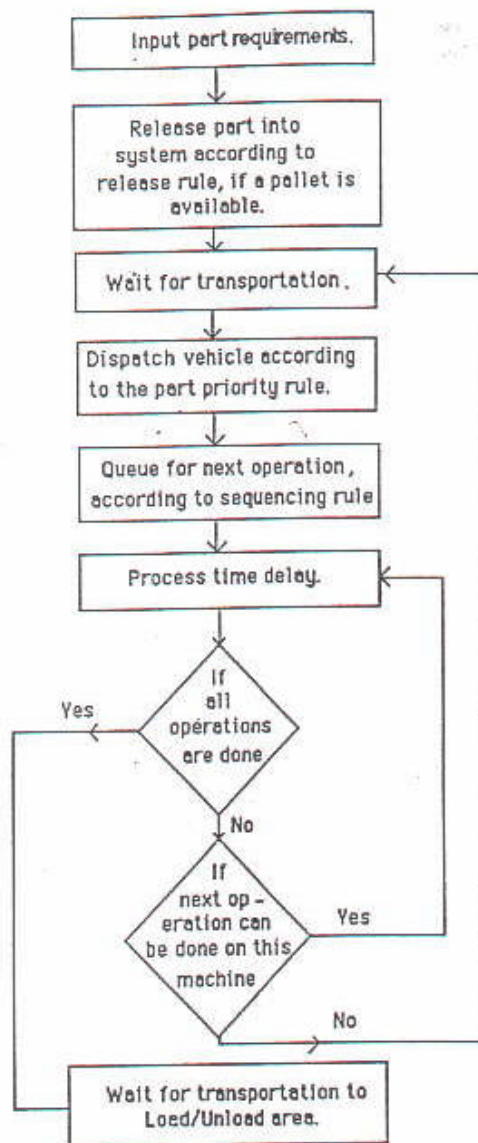 Input part requirements.
Release part into
system according to
release rule, if a pallet is
available.
Wait for transportation.
Dispatch vehicle according
to the part priority rule.
Queue for next operation,
according to sequencing rule
Process time delay.
If
all
operations
are done
Yes
No
If
next op-
eration can
be done on this
machine
Yes
No
Wait for transportation to
Load/Unload area.